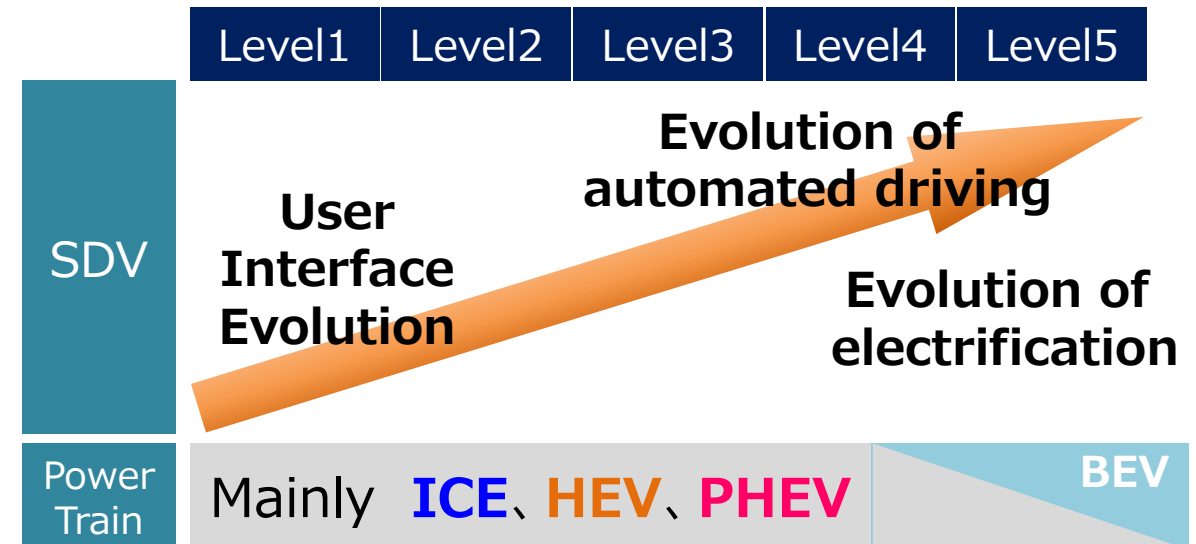 Level1 Level2 Level3 Level4 Level5
SDV
User
Interface
Evolution
Evolution of
automated driving
Evolution of
electrification
Power
Train
Mainly ICE、HEV、PHEV
BEV